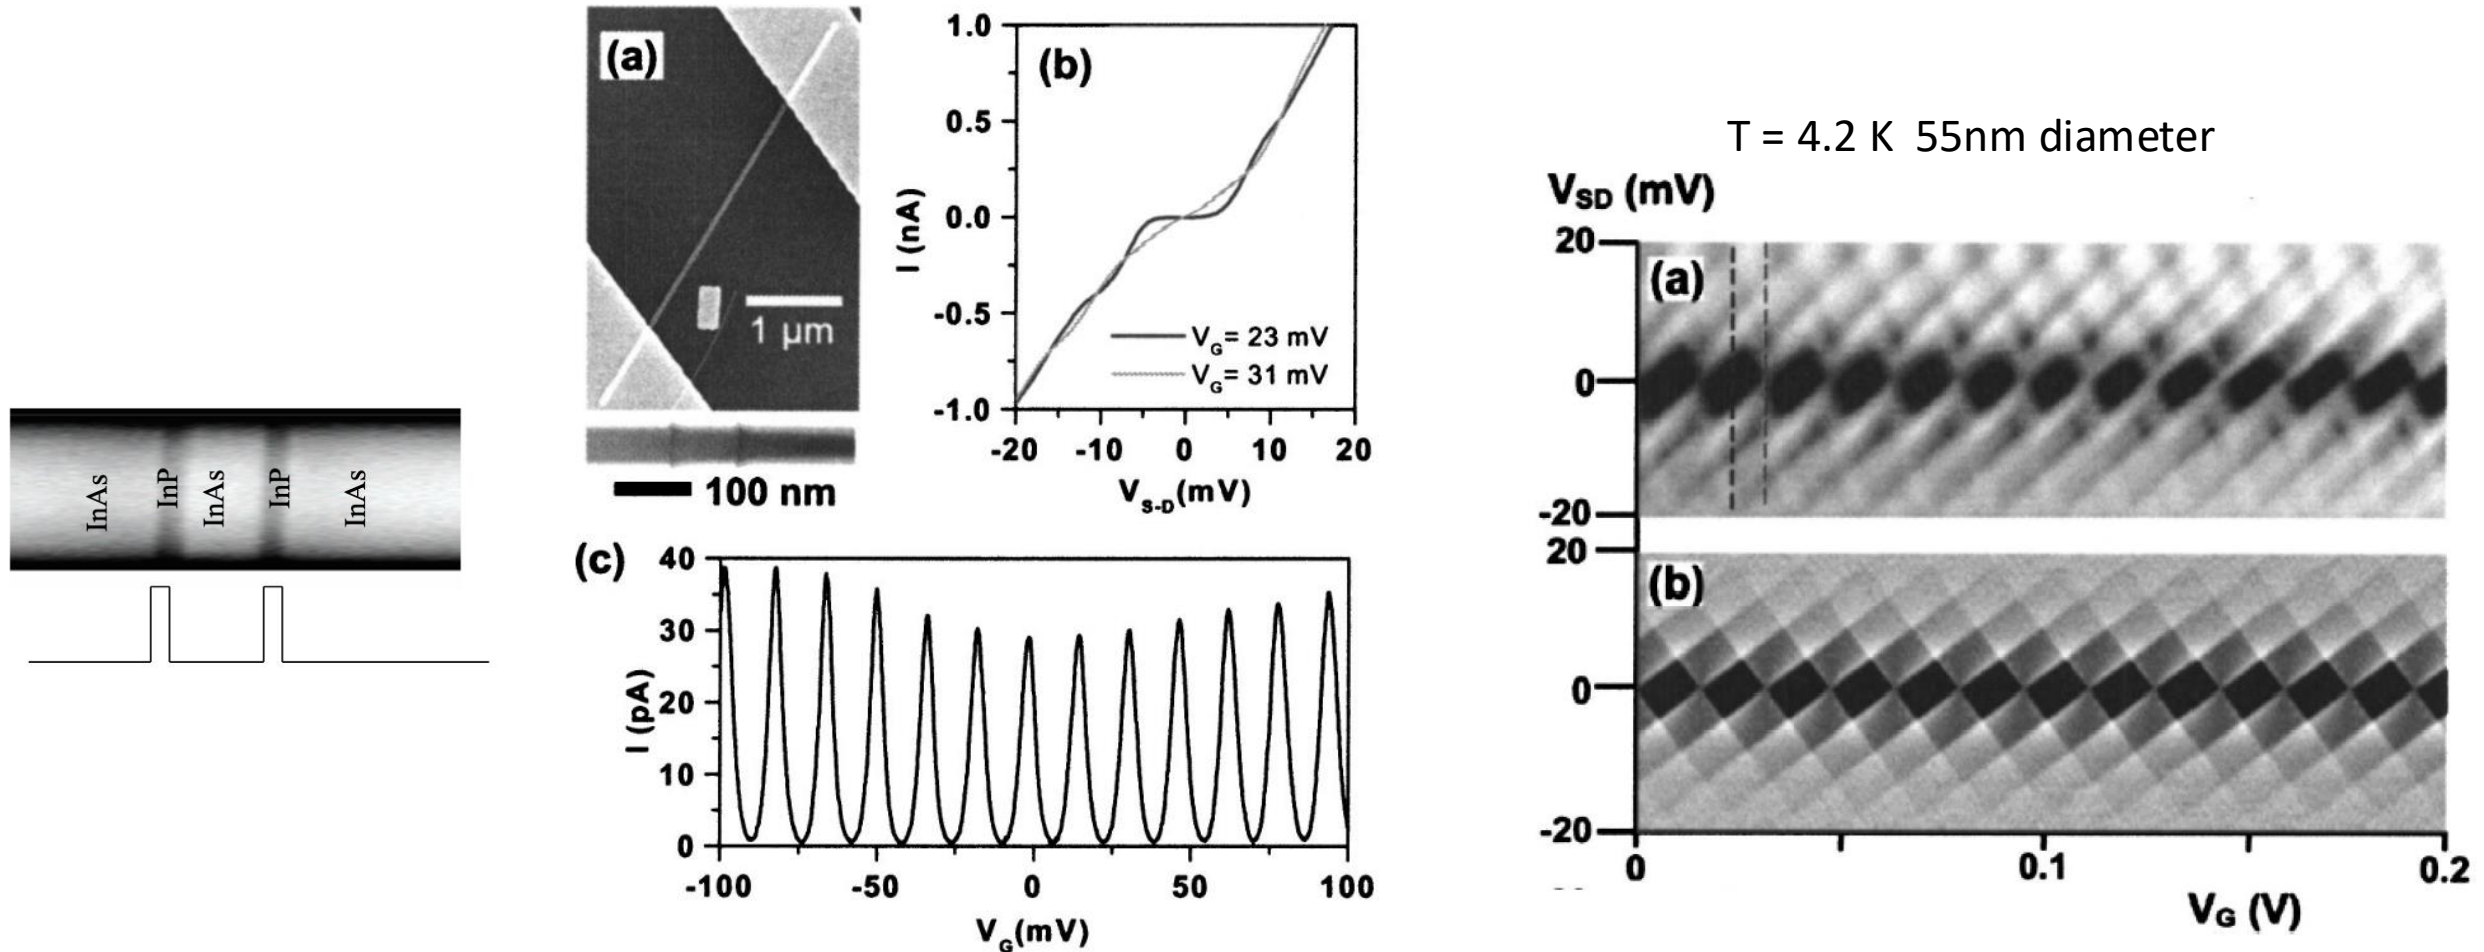 InAs
InP
InAs
InP
InAs
(a)
1 μm
100 nm
(b)
1.0
0.5
0.0
-0.5
-1.0
I (nA)
V_G= 23 mV
V_G= 31 mV
-20 -10 0 10 20
V_S-D(mV)
(c)
40
30
20
10
0
I (pA)
-100 -50 0 50 100
V_G(mV)
T = 4.2 K 55nm diameter
V_SD (mV)
20
(a)
0
-20
20
(b)
0
-20
0 0.1 0.2
V_G (V)